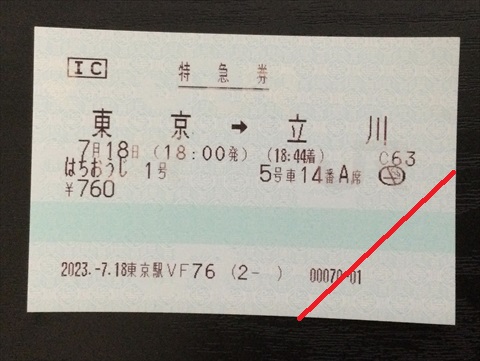 IC
特急券
東京 → 立川
7月18日 (18:00発) (18:44着) C63
はちおうじ 1号 5号車14番A席
¥760
2023.-7.18東京駅VF76 (2- ) 00070-01